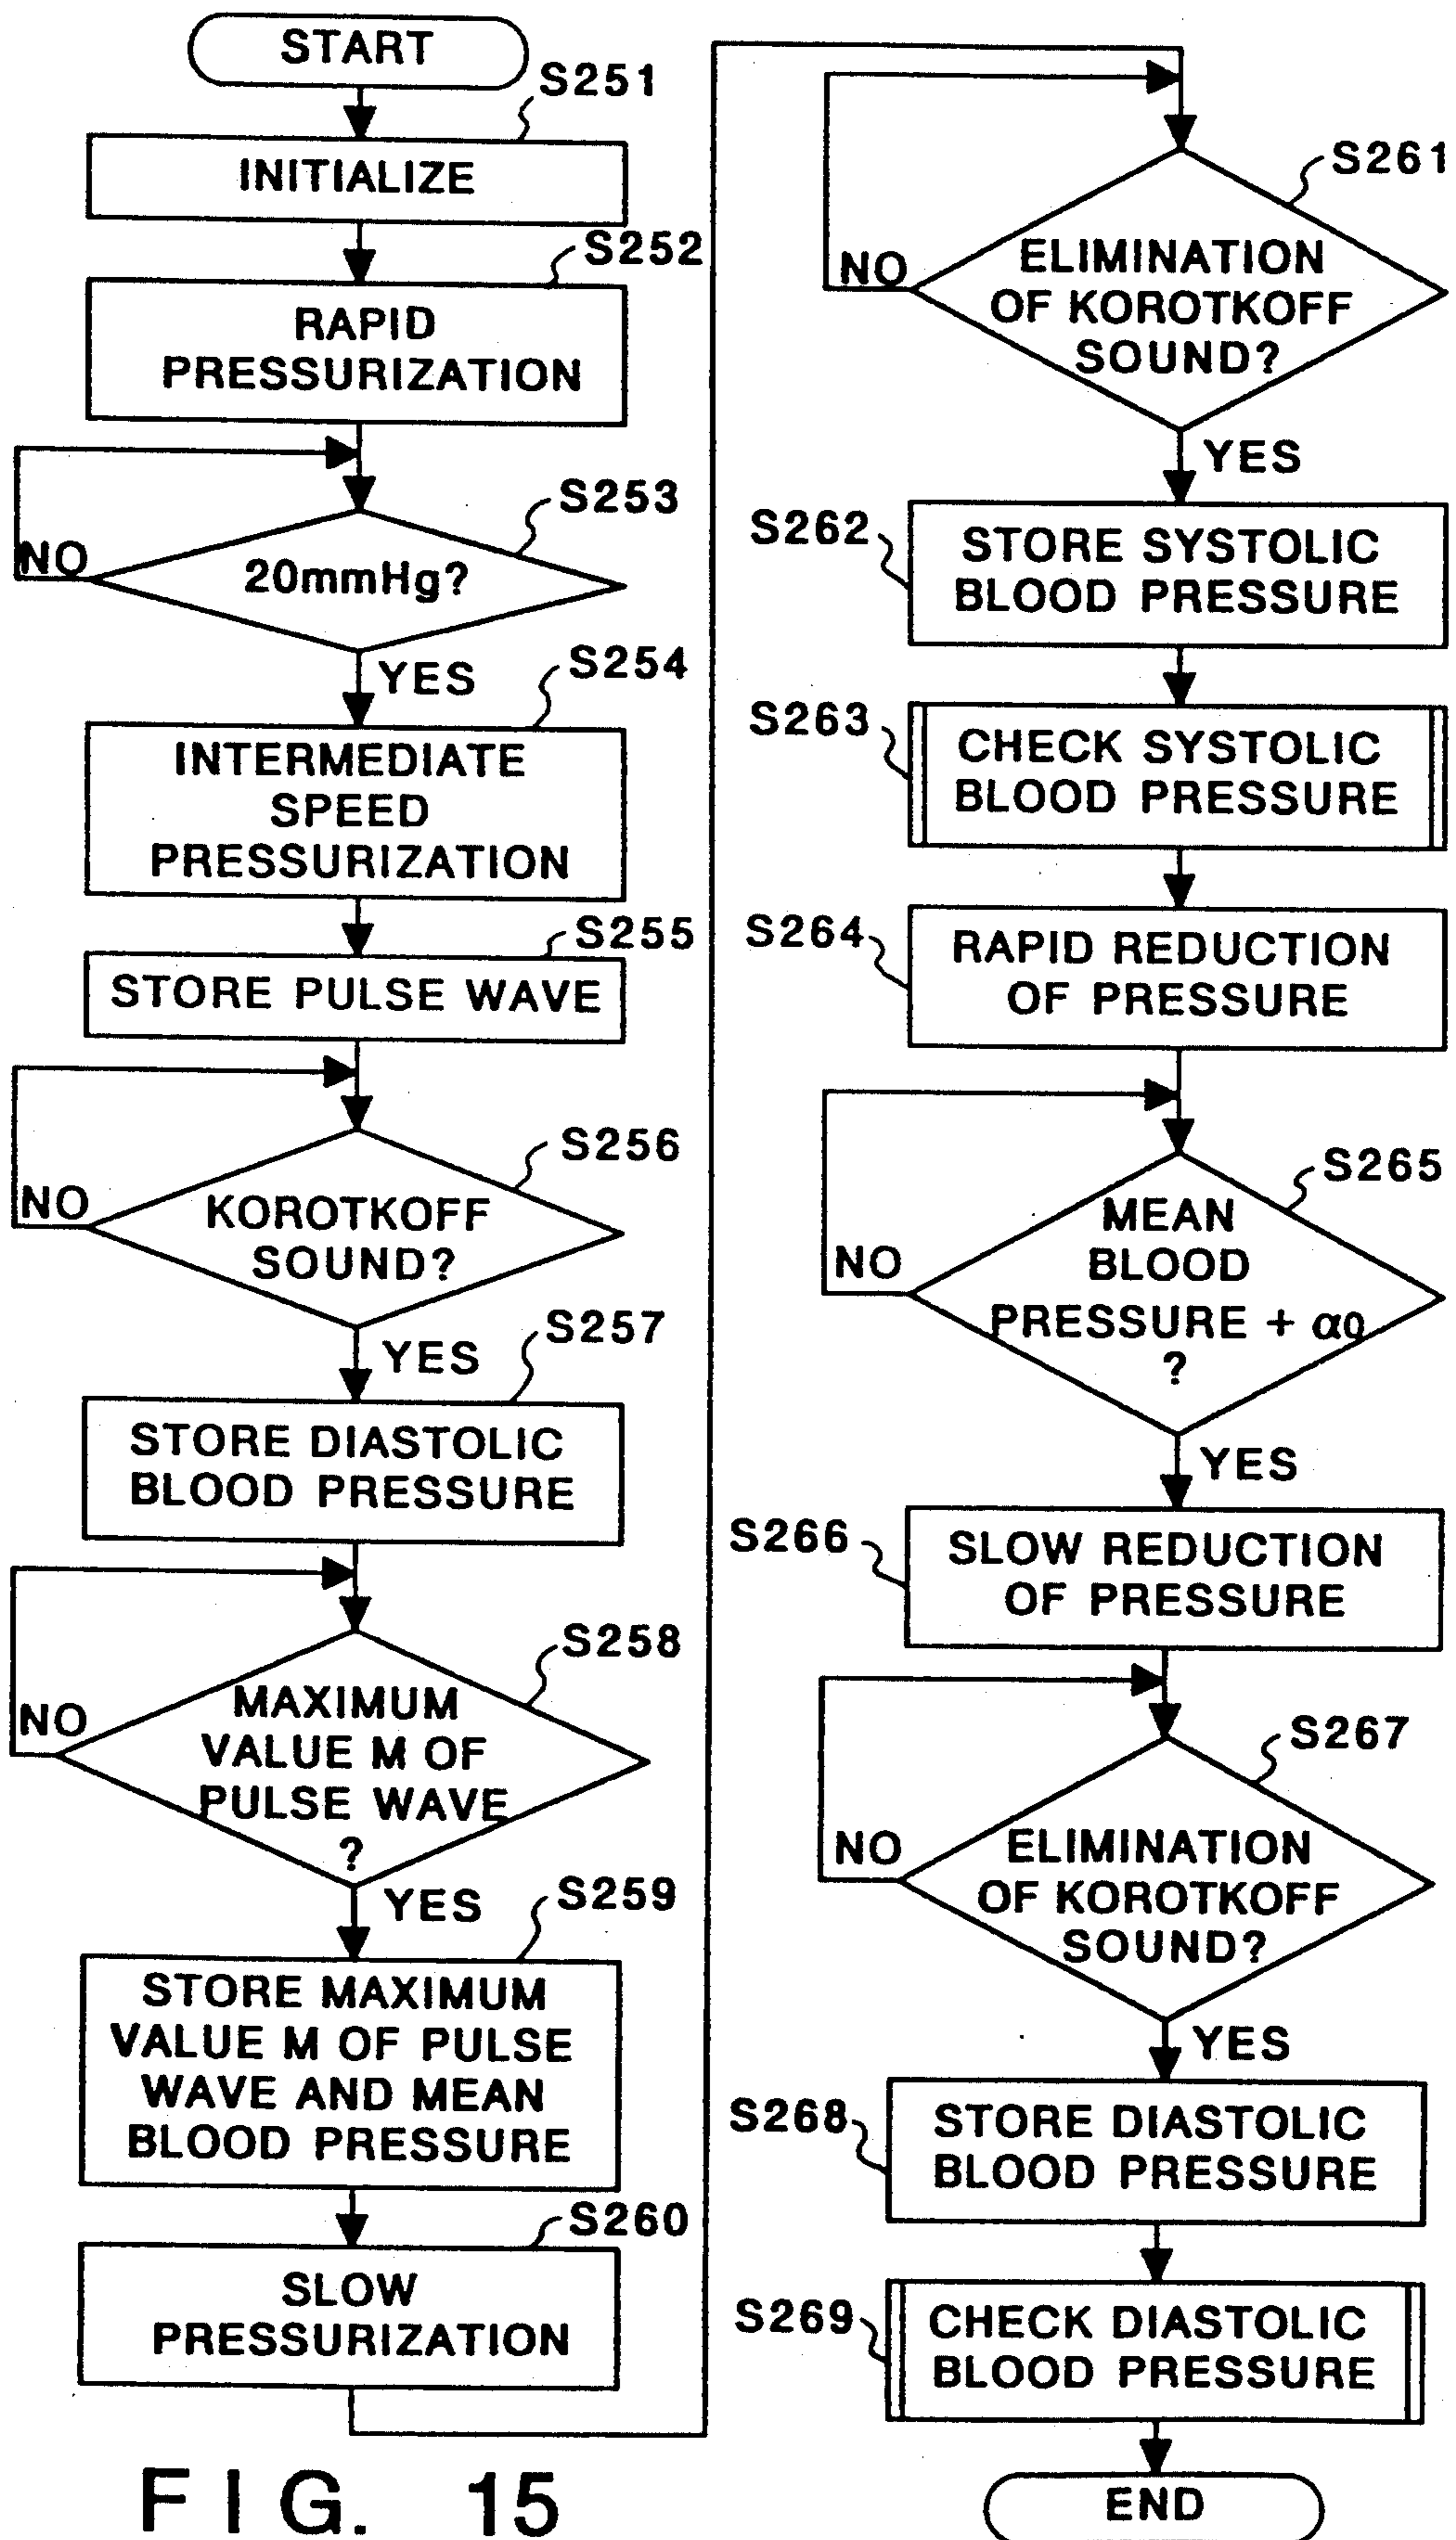 START
S251
INITIALIZE
S252
RAPID
PRESSURIZATION
S253
NO
20mmHg?
YES
S254
INTERMEDIATE
SPEED
PRESSURIZATION
S255
STORE PULSE WAVE
S256
NO
KOROTKOFF
SOUND?
YES
S257
STORE DIASTOLIC
BLOOD PRESSURE
S258
NO
MAXIMUM
VALUE M OF
PULSE WAVE
?
YES
S259
STORE MAXIMUM
VALUE M OF PULSE
WAVE AND MEAN
BLOOD PRESSURE
S260
SLOW
PRESSURIZATION
S261
NO
ELIMINATION
OF KOROTKOFF
SOUND?
YES
S262
STORE SYSTOLIC
BLOOD PRESSURE
S263
CHECK SYSTOLIC
BLOOD PRESSURE
S264
RAPID REDUCTION
OF PRESSURE
S265
NO
MEAN
BLOOD
PRESSURE + α0
?
YES
S266
SLOW REDUCTION
OF PRESSURE
S267
NO
ELIMINATION
OF KOROTKOFF
SOUND?
YES
S268
STORE DIASTOLIC
BLOOD PRESSURE
S269
CHECK DIASTOLIC
BLOOD PRESSURE
END
FIG. 15